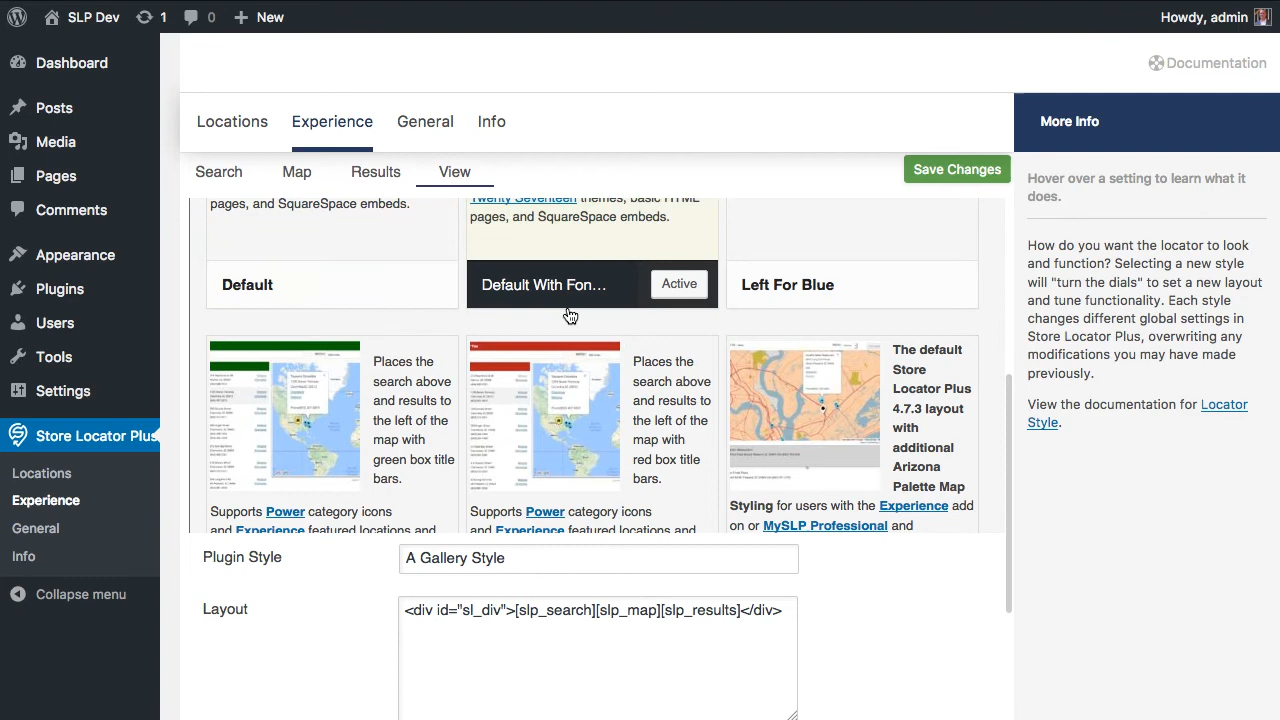 SLP Dev
1
0
New
Howdy, admin
Dashboard
Posts
Media
Pages
Comments
Appearance
Plugins
Users
Tools
Settings
Store Locator Plus
Locations
Experience
General
Info
Collapse menu
Documentation
Locations
Experience
General
Info
Search
Map
Results
View
Save Changes
pages, and SquareSpace embeds.
Twenty Seventeen themes, basic HTML
pages, and SquareSpace embeds.
Default
Default With Fon...
Active
Left For Blue
Places the
search above
and results to
the left of the
map with
green box title
bars.
Supports Power category icons
and Experience featured locations and
Places the
search above
and results to
the left of the
map with
red box title
bars.
Supports Power category icons
and Experience featured locations and
The default
Store
Locator Plus
4.7.3 layout
with
additional
Arizona
Palette Map
Styling for users with the Experience add
on or MySLP Professional and
Plugin Style
A Gallery Style
Layout
<div id="sl_div">[slp_search][slp_map][slp_results]</div>
More Info
Hover over a setting to learn what it
does.
How do you want the locator to look
and function? Selecting a new style
will "turn the dials" to set a new layout
and tune functionality. Each style
changes different global settings in
Store Locator Plus, overwriting any
modifications you may have made
previously.
View the documentation for Locator
Style.